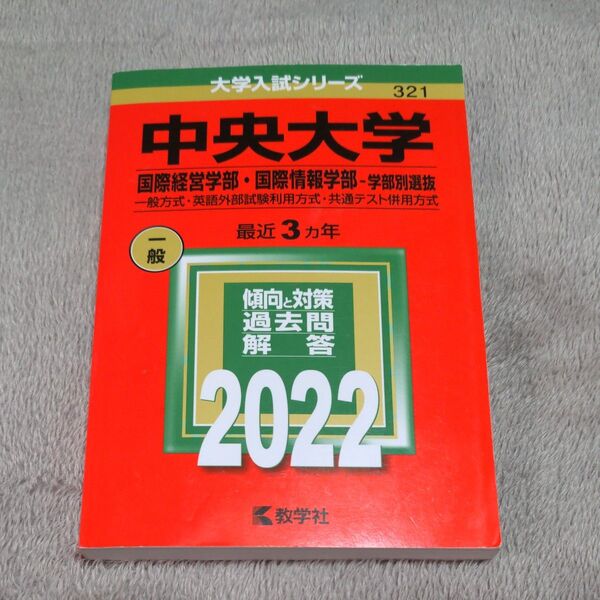 大学入試シリーズ
321
中央大学
国際経営学部・国際情報学部-学部別選抜
一般方式・英語外部試験利用方式・共通テスト併用方式
最近3カ年
一般
傾向と対策
過去問
解答
2022
教学社